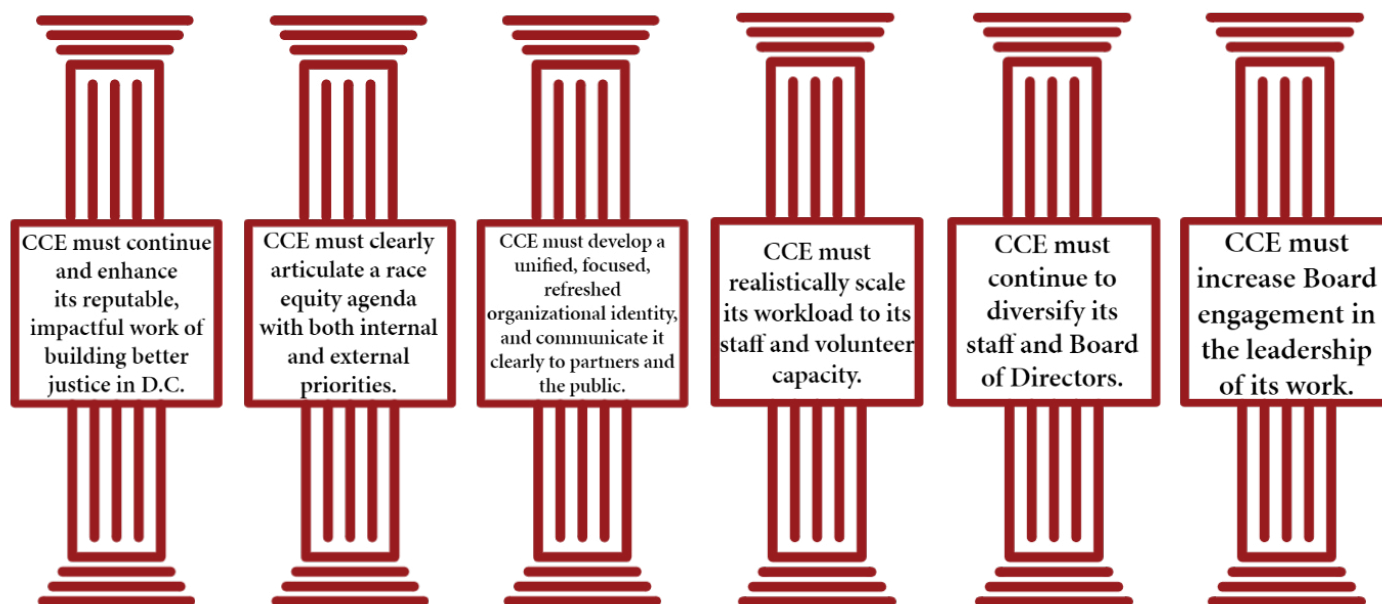 CCE must continue
and enhance
its reputable,
impactful work of
building better
justice in D.C.
CCE must clearly
articulate a race
equity agenda
with both internal
and external
priorities.
CCE must develop a
unified, focused,
refreshed
organizational identity,
and communicate it
clearly to partners and
the public.
CCE must
realistically scale
its workload to its
staff and volunteer
capacity.
CCE must
continue to
diversify its
staff and Board
of Directors.
CCE must
increase Board
engagement in
the leadership
of its work.